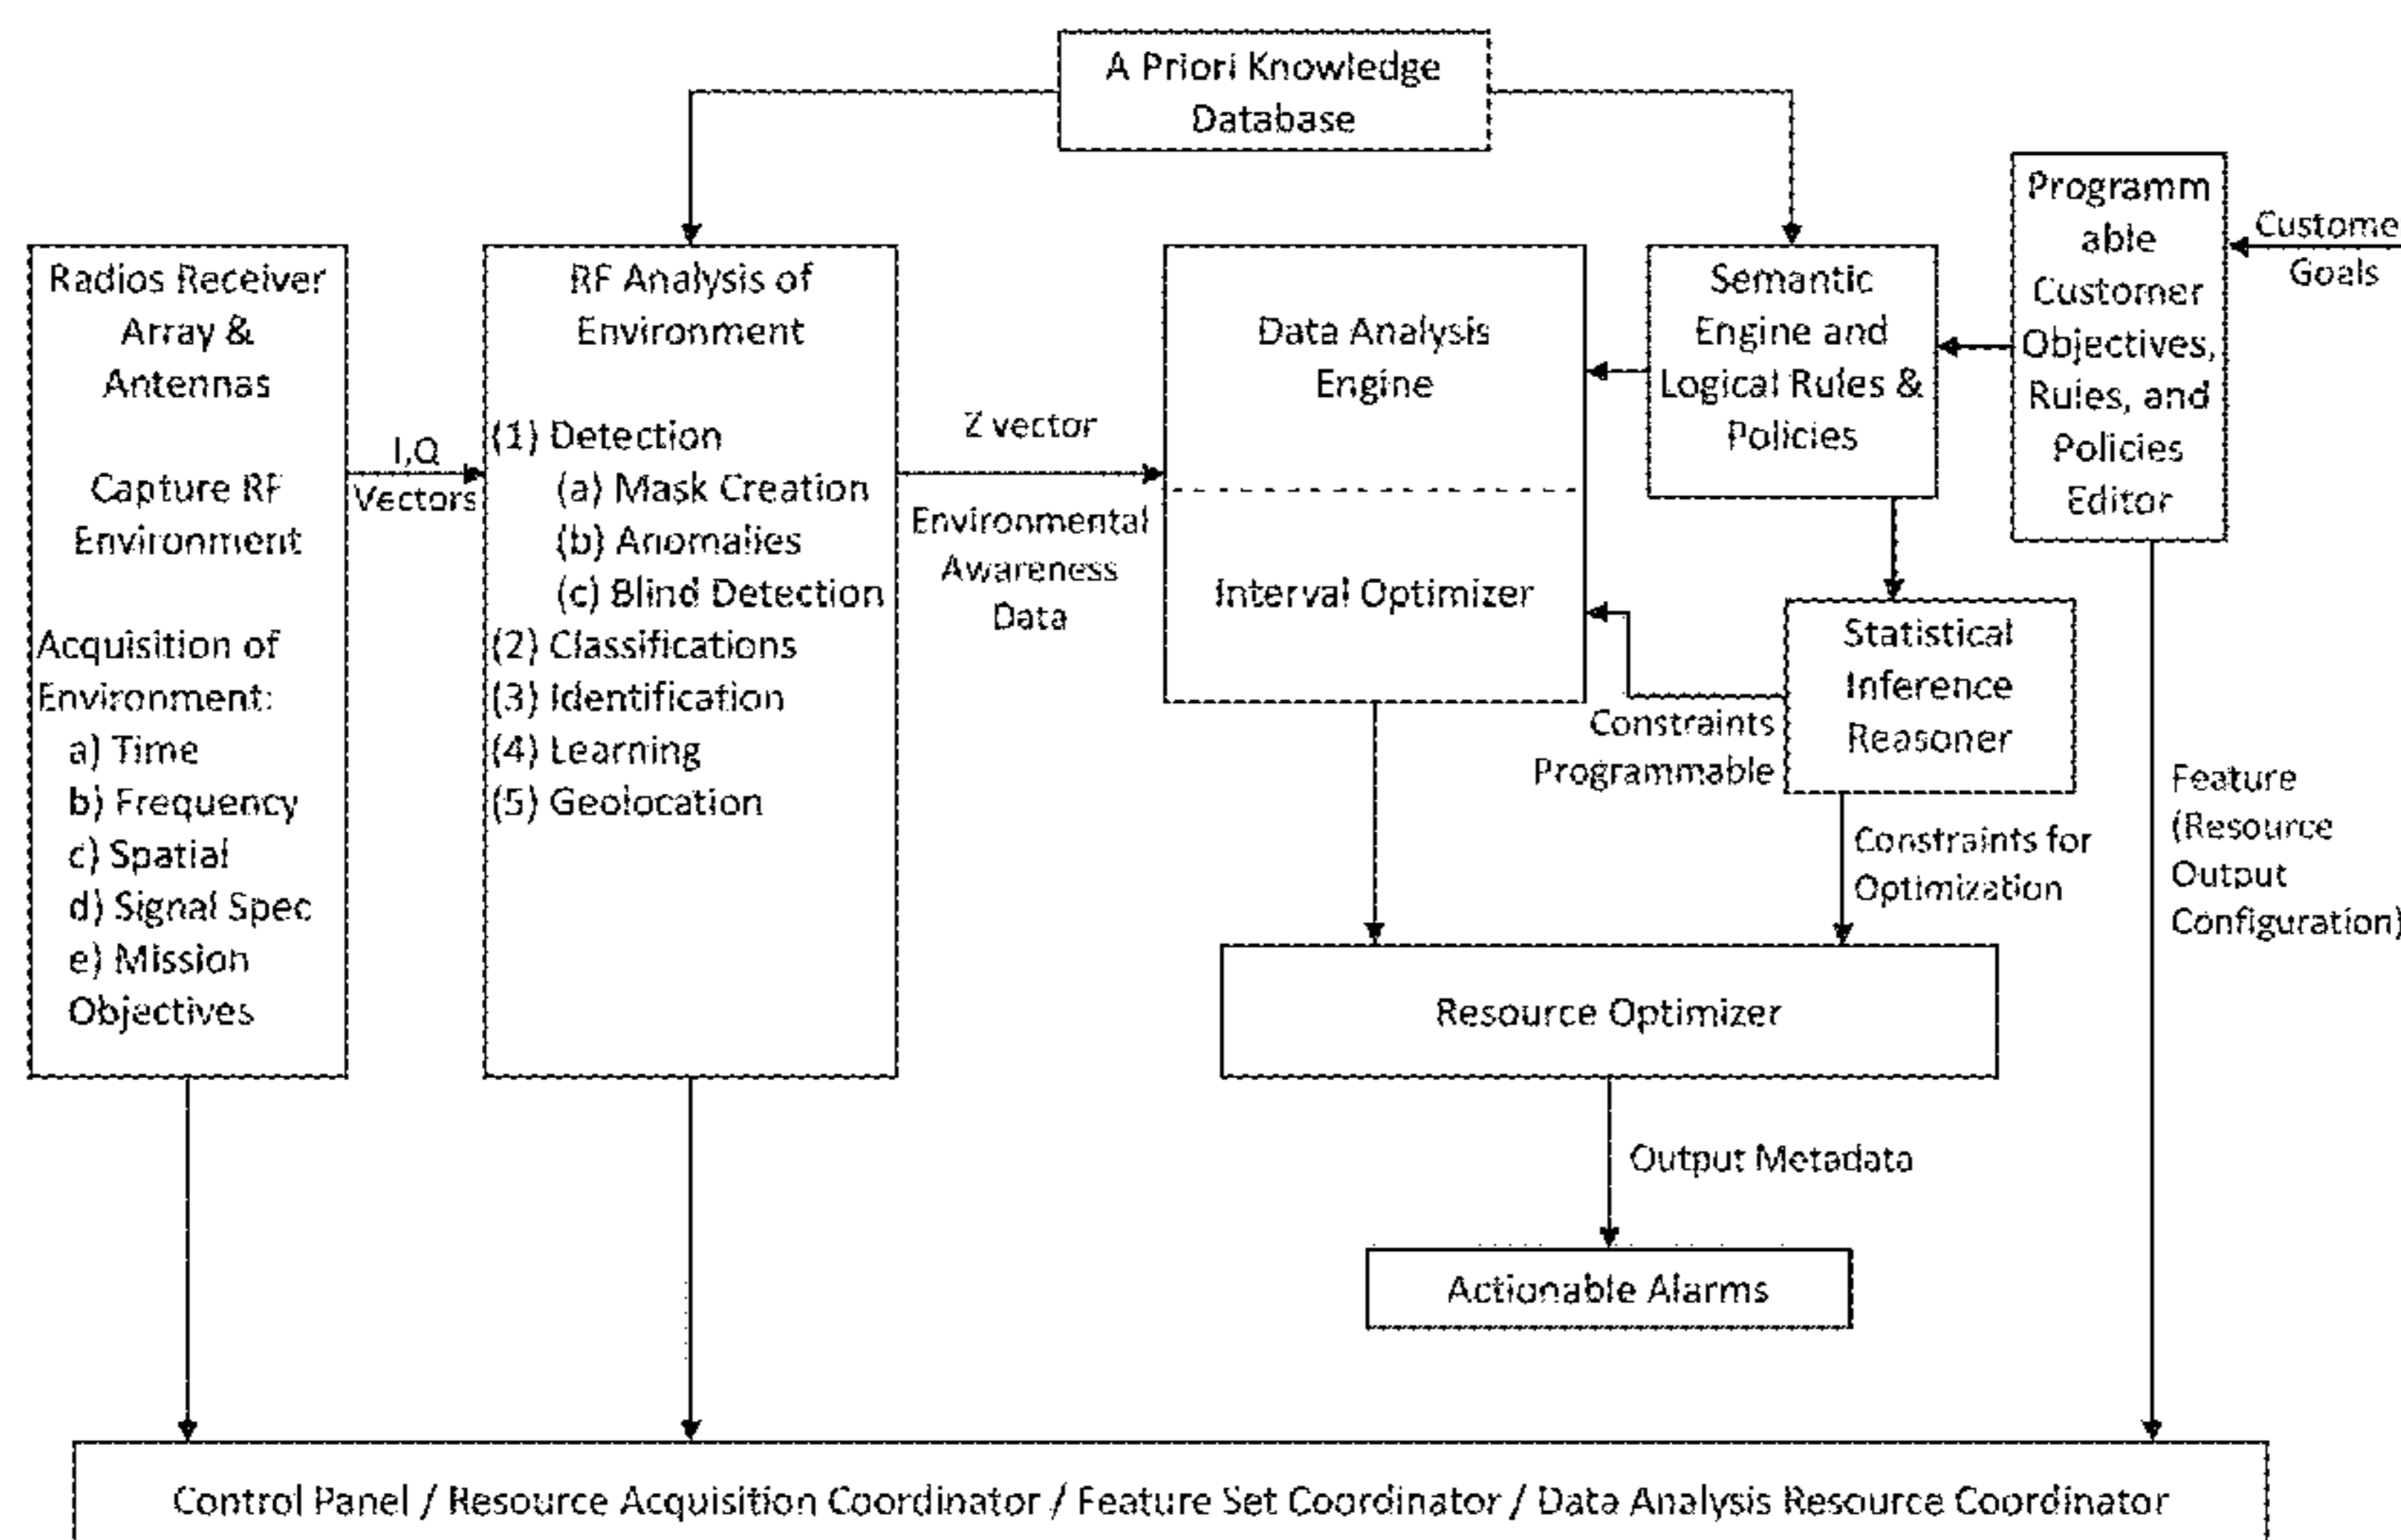 A Priori Knowledge
Database
Radios Receiver
Array &
Antennas
Capture RF
Environment
Acquisition of
Environment:
a) Time
b) Frequency
c) Spatial
d) Signal Spec
e) Mission
Objectives
I,Q
Vectors
RF Analysis of
Environment
(1) Detection
(a) Mask Creation
(b) Anomalies
(c) Blind Detection
(2) Classifications
(3) Identification
(4) Learning
(5) Geolocation
Z vector
Environmental
Awareness
Data
Data Analysis
Engine
Interval Optimizer
Semantic
Engine and
Logical Rules &
Policies
Programm
able
Customer
Objectives,
Rules, and
Policies
Editor
Custome
Goals
Statistical
Inference
Reasoner
Constraints
Programmable
Constraints for
Optimization
Feature
(Resource
Output
Configuration)
Resource Optimizer
Output Metadata
Actionable Alarms
Control Panel / Resource Acquisition Coordinator / Feature Set Coordinator / Data Analysis Resource Coordinator